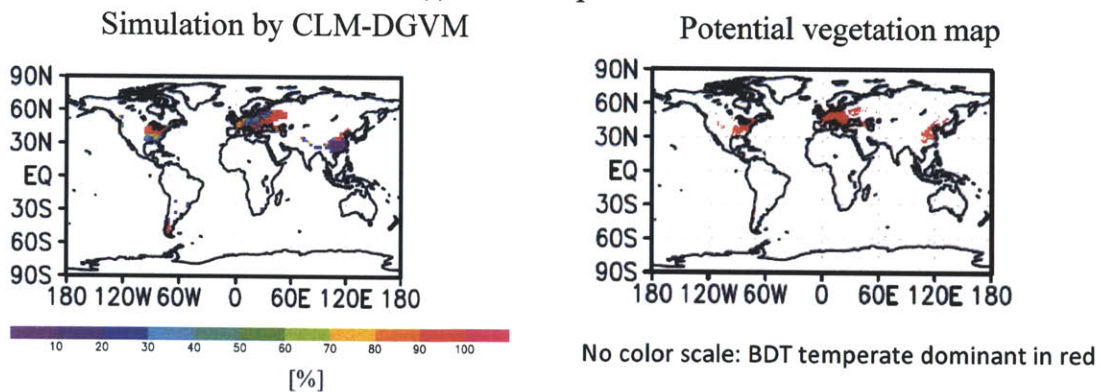 Simulation by CLM-DGVM
Potential vegetation map
90N
60N
30N
EQ
30S
60S
90S
180 120W 60W 0 60E 120E 180
90N
60N
30N
EQ
30S
60S
90S
180 120W 60W 0 60E 120E 180
10 20 30 40 50 60 70 80 90 100
[%]
No color scale: BDT temperate dominant in red